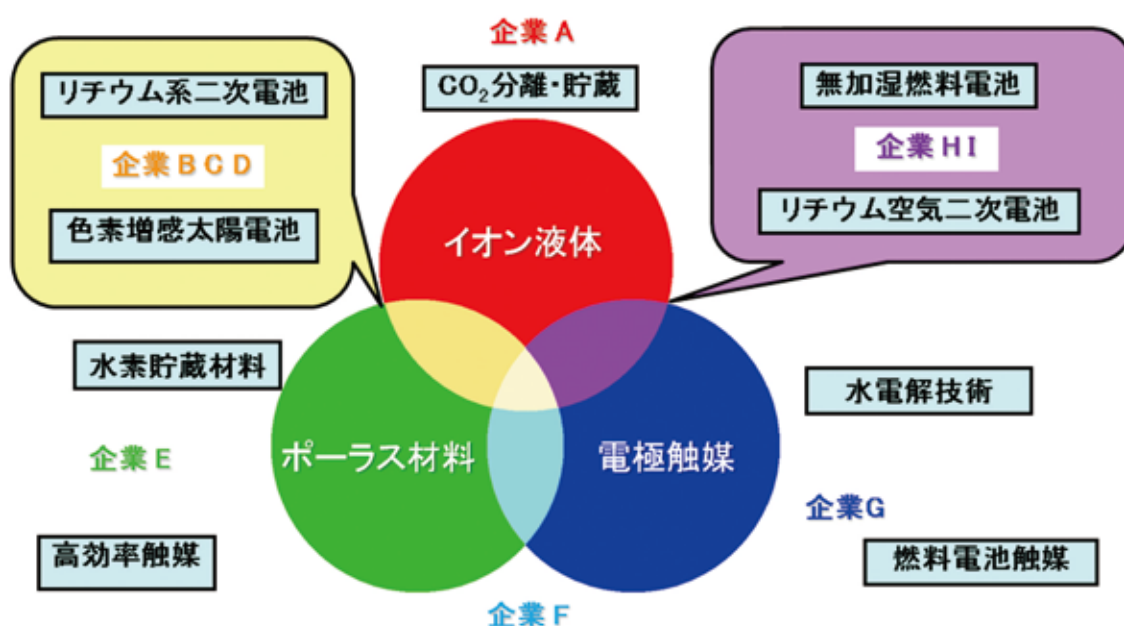 企業A
CO₂分離・貯蔵
リチウム系二次電池
企業BCD
色素増感太陽電池
無加湿燃料電池
企業HI
リチウム空気二次電池
イオン液体
水素貯蔵材料
水電解技術
企業E
ポーラス材料
電極触媒
企業G
高効率触媒
燃料電池触媒
企業F